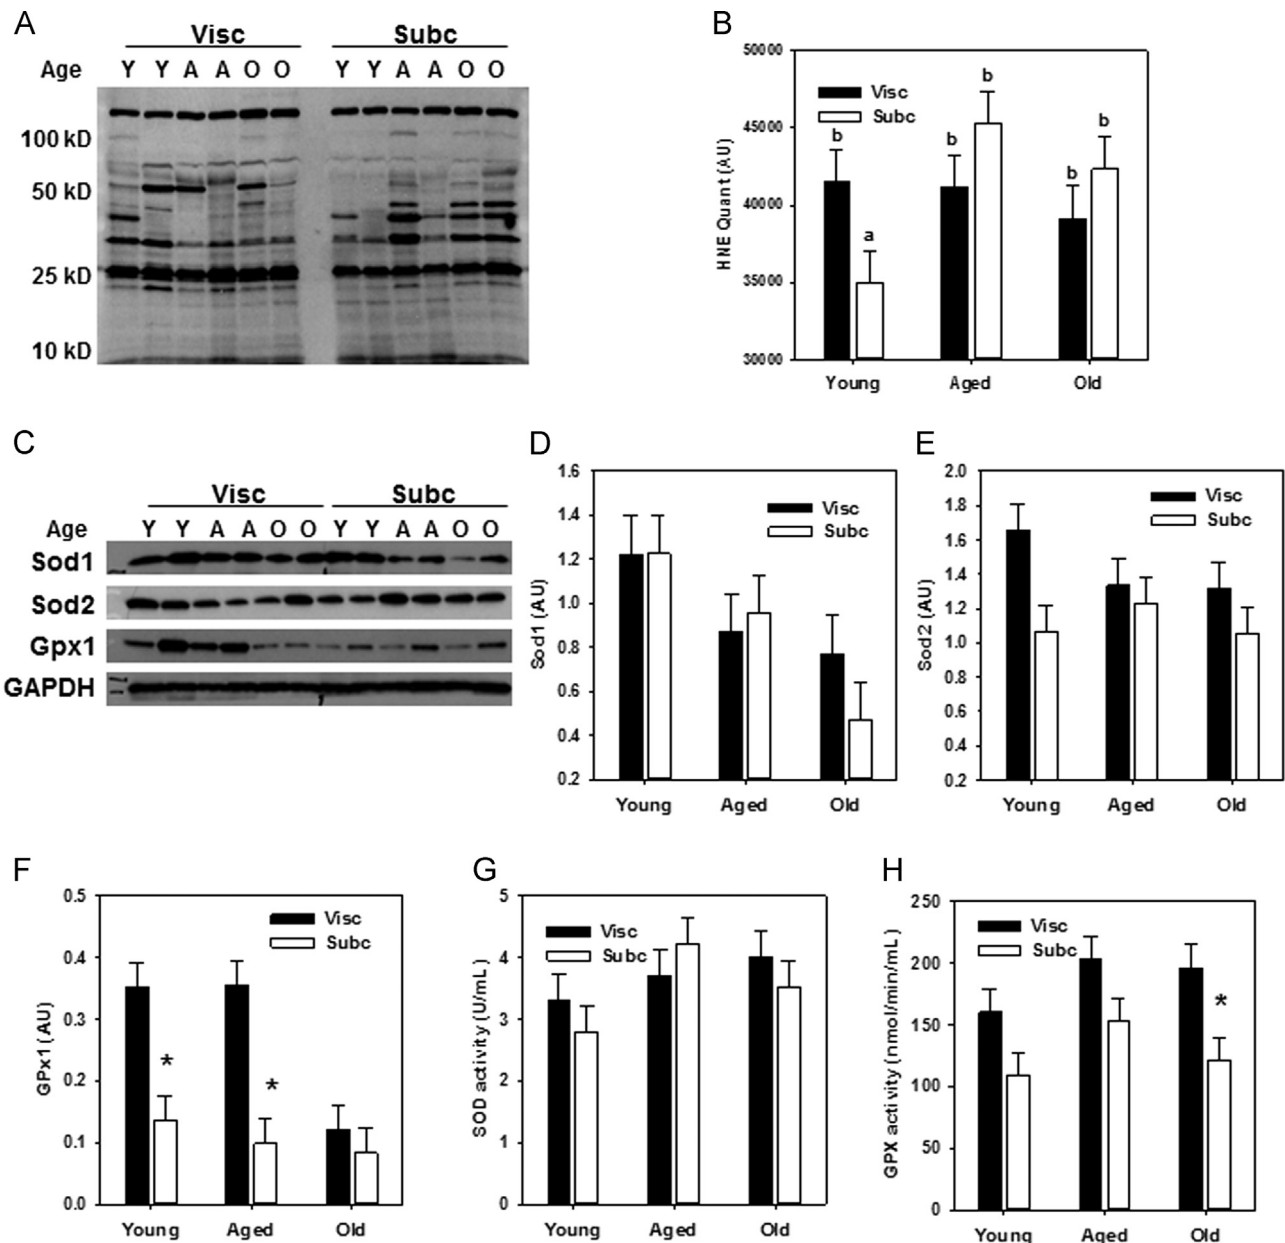 A
Visc Subc
Age Y Y A A O O Y Y A A O O
100 kD
50 kD
25 kD
10 kD
B
50000
45000
40000
35000
30000
HNE Quant (AU)
Visc
Subc
b a b b b b
Young Aged Old
C
Visc Subc
Age Y Y A A O O Y Y A A O O
Sod1
Sod2
Gpx1
GAPDH
D
1.6
1.4
1.2
1.0
0.8
0.6
0.4
0.2
Sod1 (AU)
Visc
Subc
Young Aged Old
E
2.0
1.8
1.6
1.4
1.2
1.0
0.8
0.6
0.4
0.2
Sod2 (AU)
Visc
Subc
Young Aged Old
F
0.5
0.4
0.3
0.2
0.1
0.0
GPx1 (AU)
Visc
Subc
* *
Young Aged Old
G
5
4
3
2
1
0
SOD activity (U/mL)
Visc
Subc
Young Aged Old
H
250
200
150
100
50
0
GPX activity (nmol/min/mL)
Visc
Subc
*
Young Aged Old